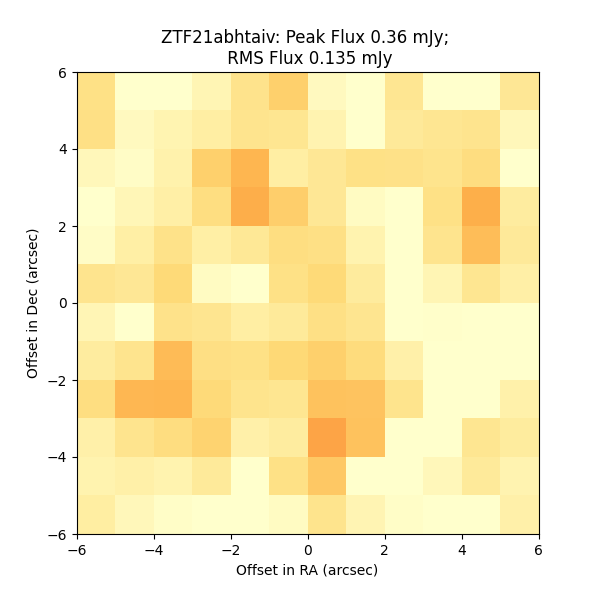 ZTF21abhtaiv: Peak Flux 0.36 mJy;
RMS Flux 0.135 mJy
6
4
2
0
−2
−4
−6
Offset in Dec (arcsec)
−6 −4 −2 0 2 4 6
Offset in RA (arcsec)